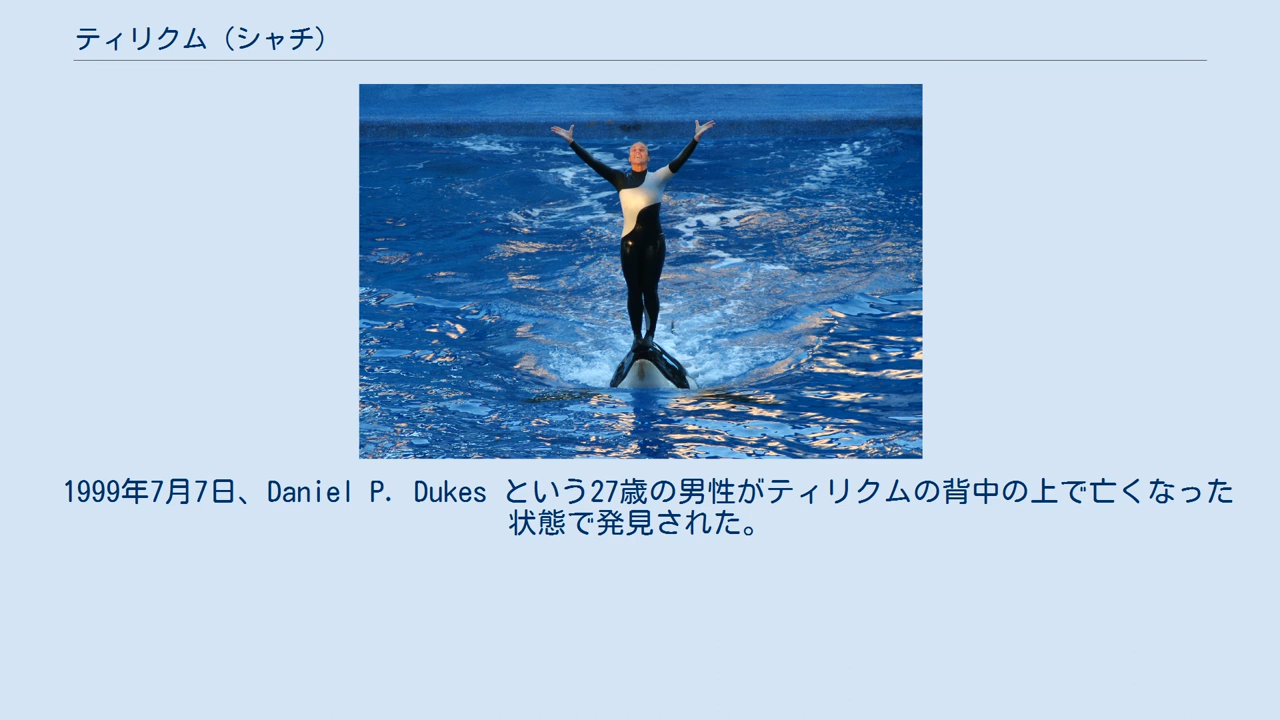 ティリクム（シャチ）
1999年7月7日、Daniel P. Dukes という27歳の男性がティリクムの背中の上で亡くなった
状態で発見された。